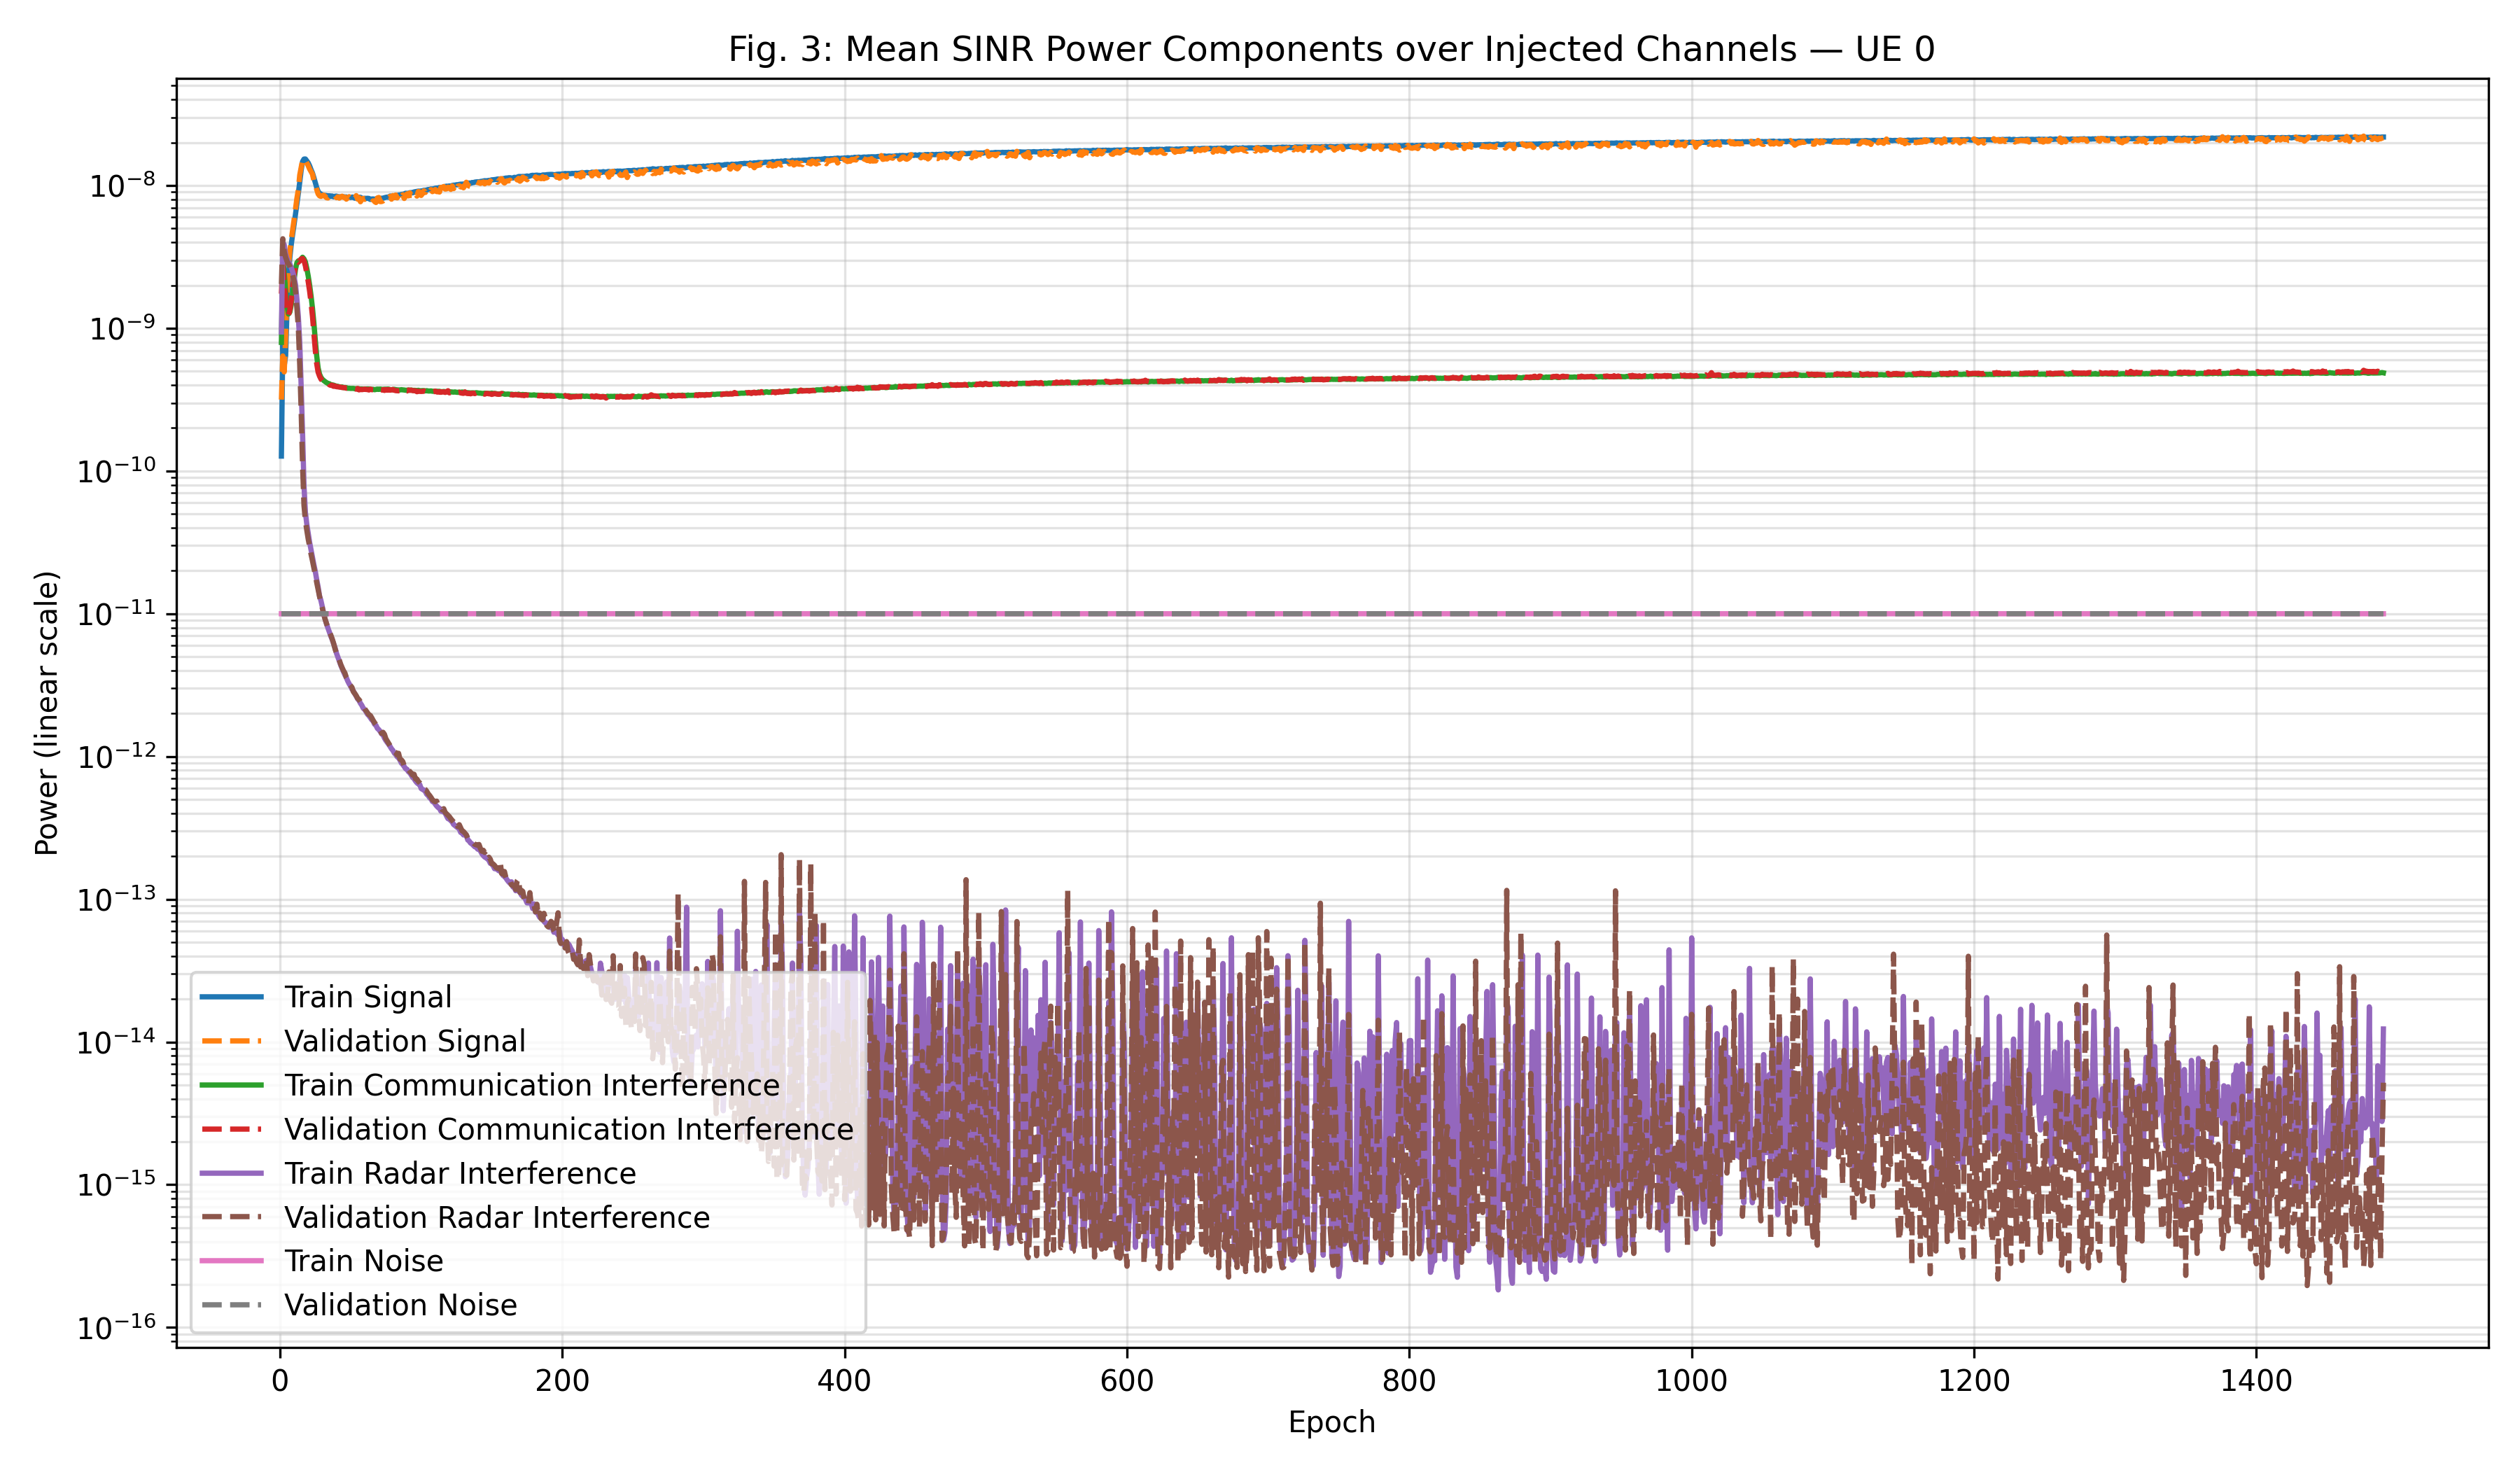 Fig. 3: Mean SINR Power Components over Injected Channels — UE 0
Power (linear scale)
10⁻⁸
10⁻⁹
10⁻¹⁰
10⁻¹¹
10⁻¹²
10⁻¹³
10⁻¹⁴
10⁻¹⁵
10⁻¹⁶
Train Signal
Validation Signal
Train Communication Interference
Validation Communication Interference
Train Radar Interference
Validation Radar Interference
Train Noise
Validation Noise
0 200 400 600 800 1000 1200 1400
Epoch